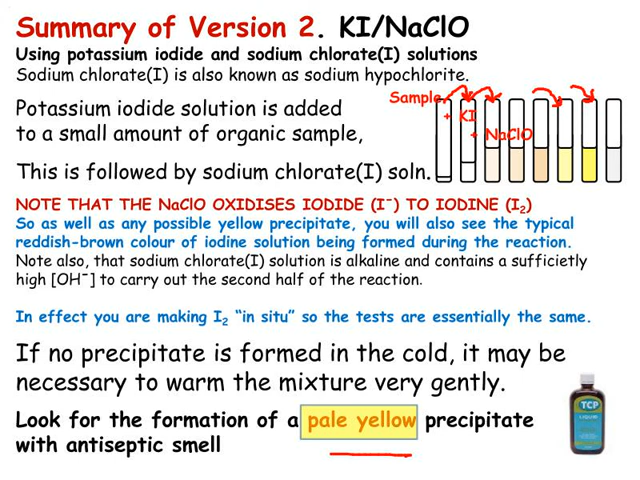 Summary of Version 2. KI/NaClO
Using potassium iodide and sodium chlorate(I) solutions
Sodium chlorate(I) is also known as sodium hypochlorite.
Sample
+ KI
+ NaClO
Potassium iodide solution is added
to a small amount of organic sample,
This is followed by sodium chlorate(I) soln.
NOTE THAT THE NaClO OXIDISES IODIDE (I⁻) TO IODINE (I₂)
So as well as any possible yellow precipitate, you will also see the typical
reddish-brown colour of iodine solution being formed during the reaction.
Note also, that sodium chlorate(I) solution is alkaline and contains a sufficietly
high [OH⁻] to carry out the second half of the reaction.
In effect you are making I₂ “in situ” so the tests are essentially the same.
If no precipitate is formed in the cold, it may be
necessary to warm the mixture very gently.
Look for the formation of a pale yellow precipitate
with antiseptic smell
TCP
LIQUID